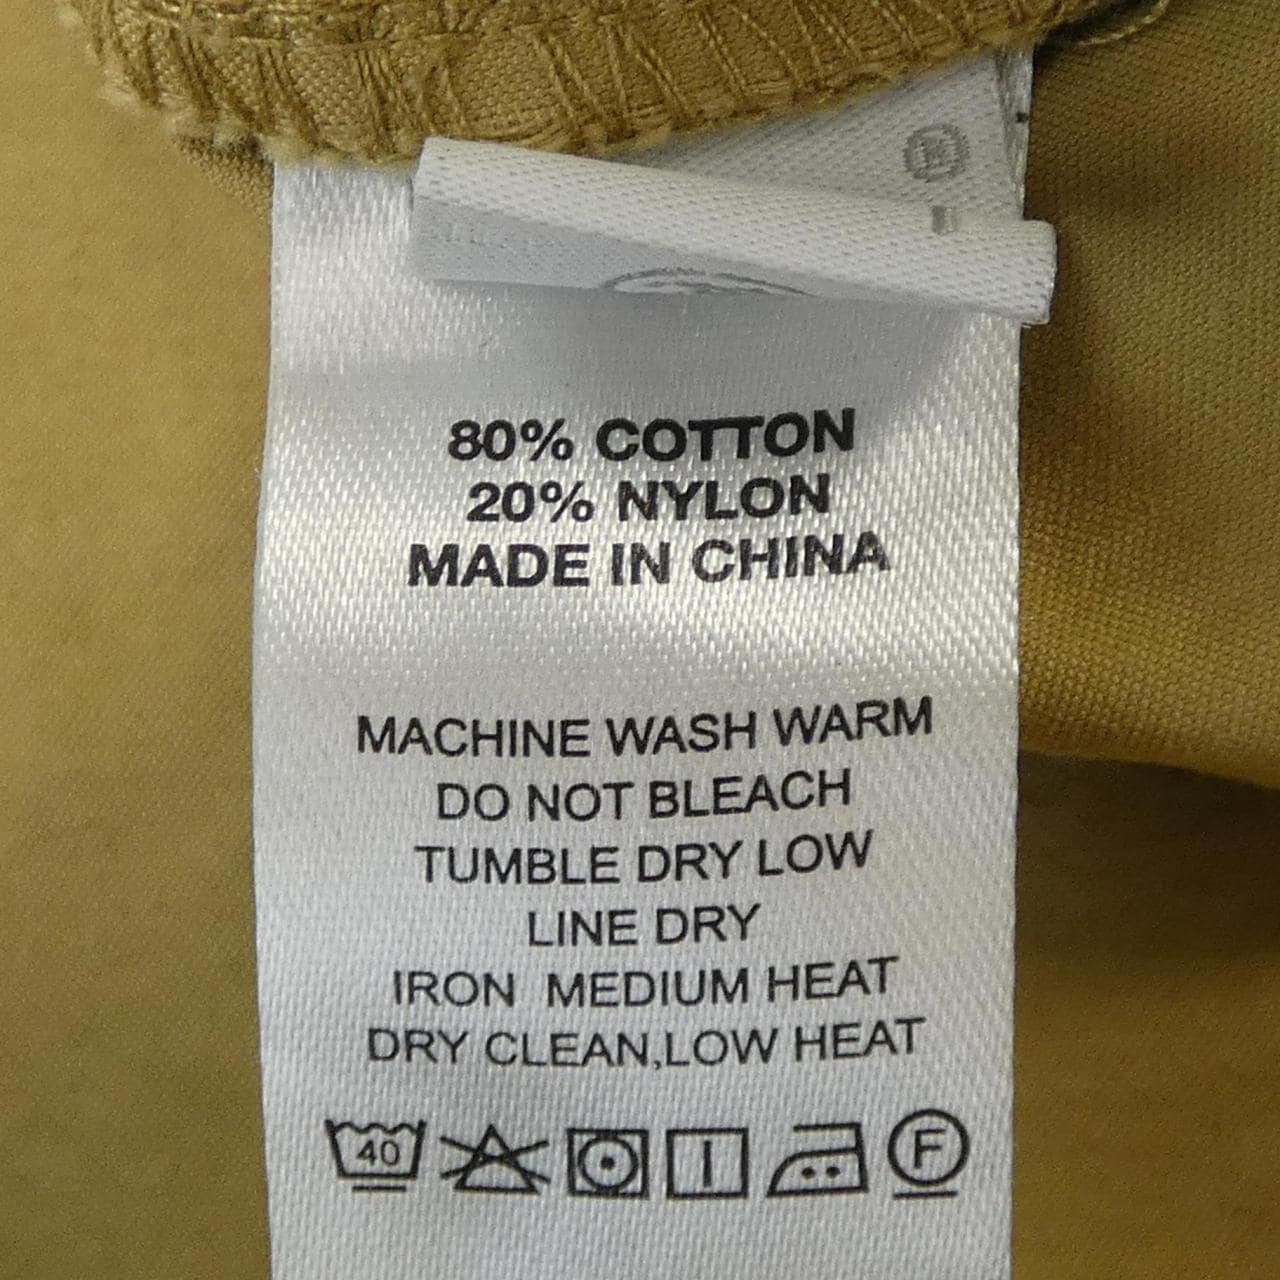 80% COTTON
20% NYLON
MADE IN CHINA
MACHINE WASH WARM
DO NOT BLEACH
TUMBLE DRY LOW
LINE DRY
IRON MEDIUM HEAT
DRY CLEAN,LOW HEAT
40 F